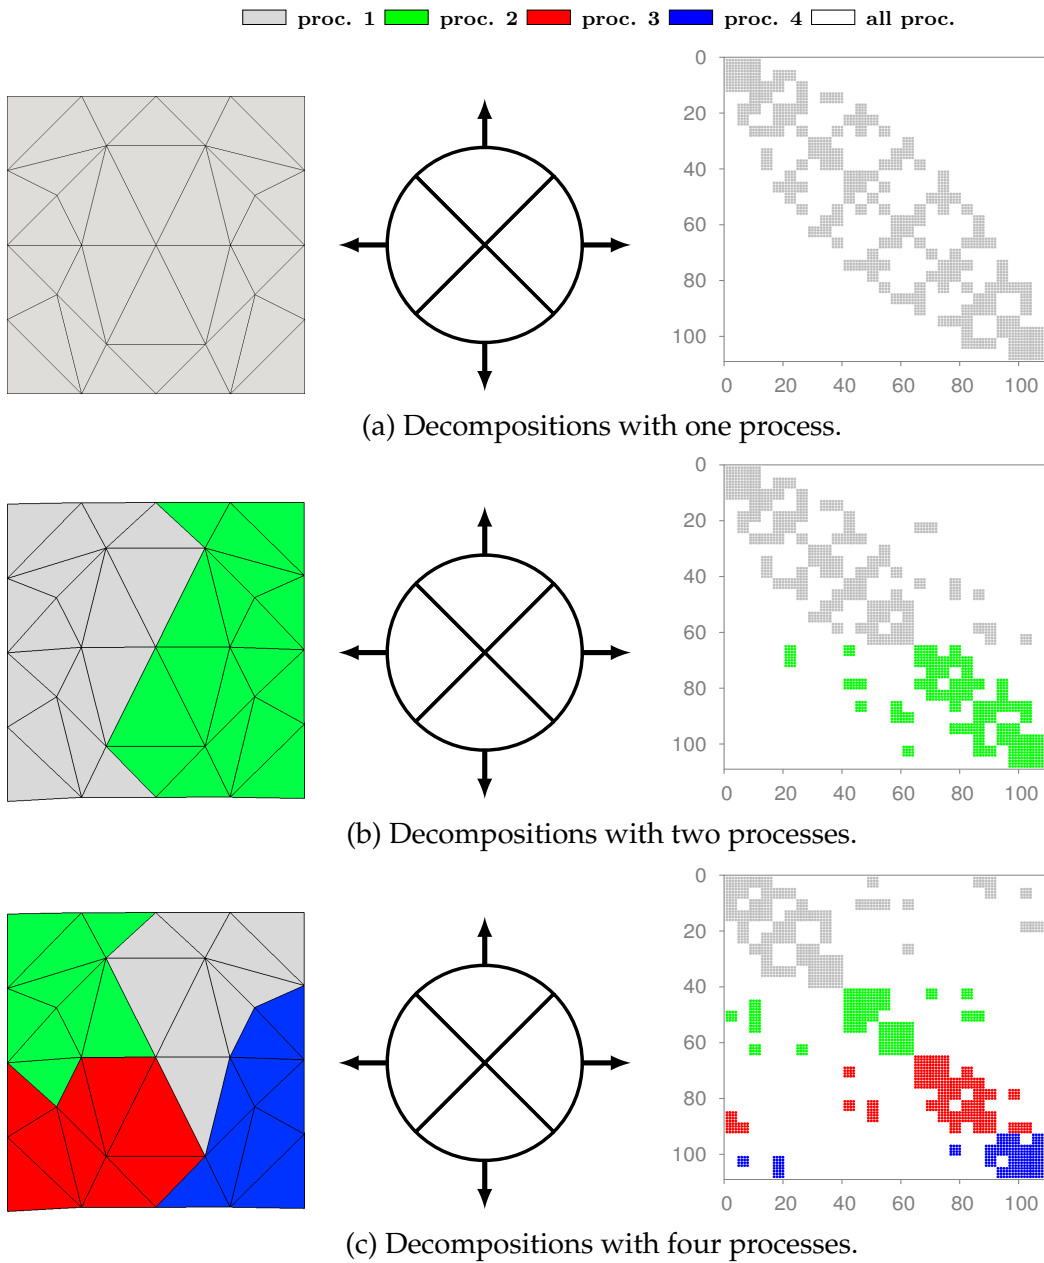 proc. 1 proc. 2 proc. 3 proc. 4 all proc.
0
20
40
60
80
100
0 20 40 60 80 100
(a) Decompositions with one process.
0
20
40
60
80
100
0 20 40 60 80 100
(b) Decompositions with two processes.
0
20
40
60
80
100
0 20 40 60 80 100
(c) Decompositions with four processes.